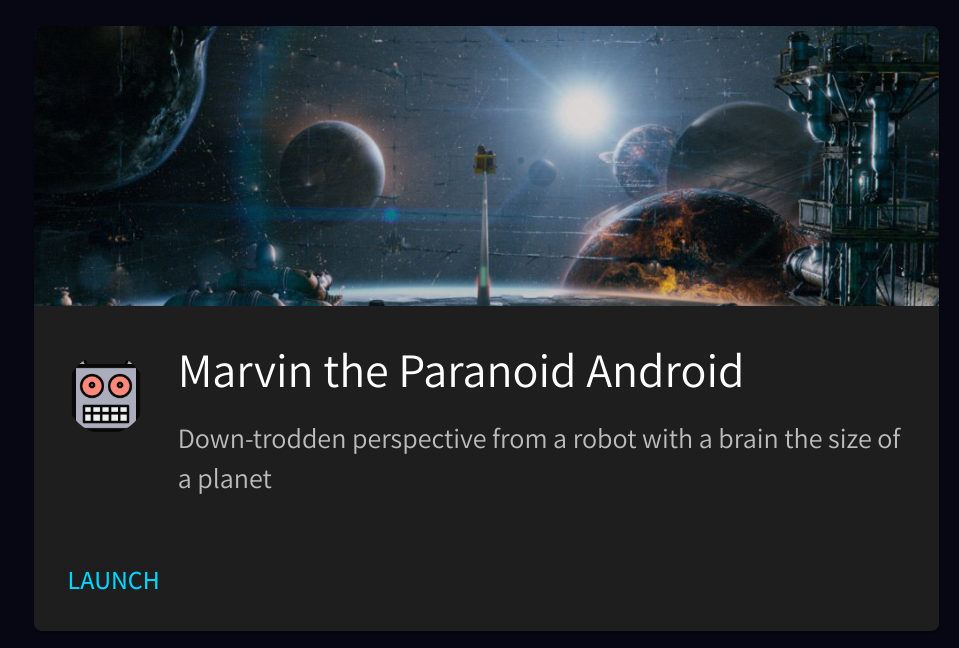 Marvin the Paranoid Android
Down-trodden perspective from a robot with a brain the size of
a planet
LAUNCH